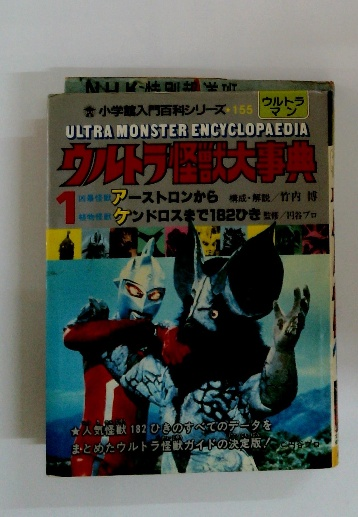 小学館入門百科シリーズ・155
ウルトラ
マン
ULTRA MONSTER ENCYCLOPAEDIA
ウルトラ怪獣大事典
1 凶暴怪獣アーストロンから 構成・解説/竹内 博
植物怪獣ケンドロスまで182ひき 監修/円谷プロ
★人気怪獣182ひきのすべてのデータを
まとめたウルトラ怪獣ガイドの決定版!